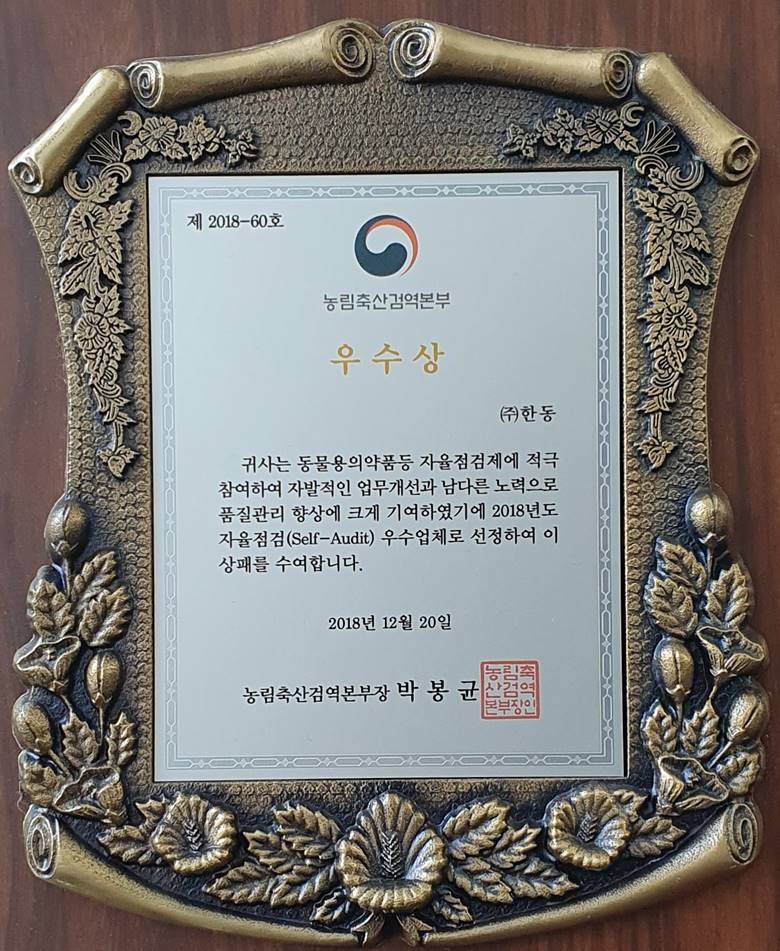 제 2018-60호
농림축산검역본부
우수상
㈜한동
귀사는 동물용의약품등 자율점검제에 적극
참여하여 자발적인 업무개선과 남다른 노력으로
품질관리 향상에 크게 기여하였기에 2018년도
자율점검(Self-Audit) 우수업체로 선정하여 이
상패를 수여합니다.
2018년 12월 20일
농림축산검역본부장 박봉균
농림축
산검역
본부장인